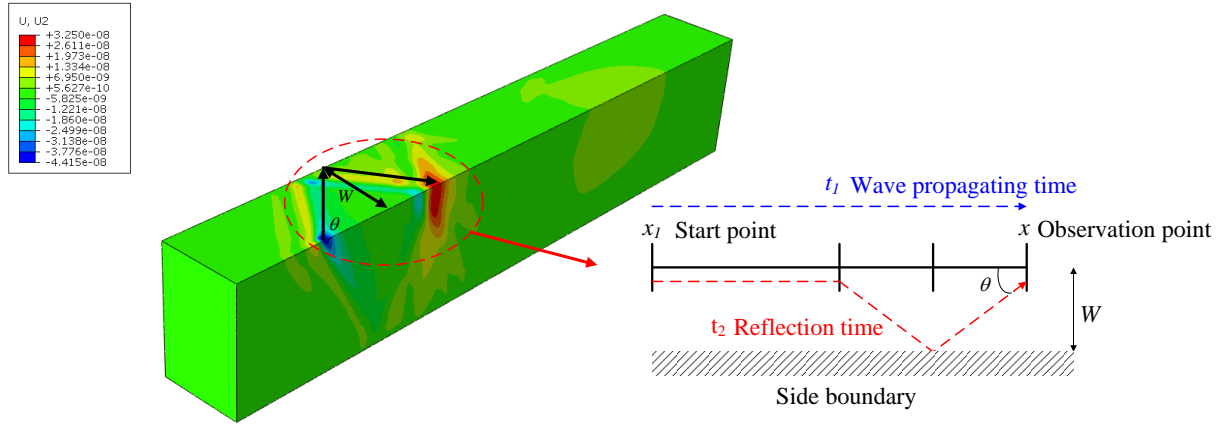 U, U2
+3.250e-08
+2.611e-08
+1.973e-08
+1.334e-08
+6.950e-09
+5.627e-10
-5.825e-09
-1.221e-08
-1.860e-08
-2.499e-08
-3.138e-08
-3.776e-08
-4.415e-08
W
θ
t1 Wave propagating time
x1 Start point
x Observation point
θ
W
t2 Reflection time
Side boundary